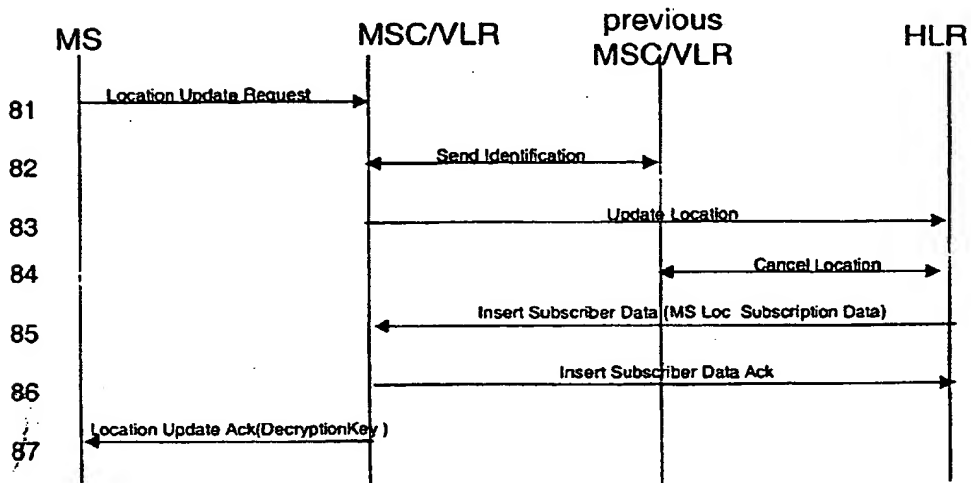 MS
MSC/VLR
previous
MSC/VLR
HLR
81
Location Update Request
82
Send Identification
83
Update Location
84
Cancel Location
85
Insert Subscriber Data (MS Loc Subscription Data)
86
Insert Subscriber Data Ack
87
Location Update Ack(DecryptionKey )